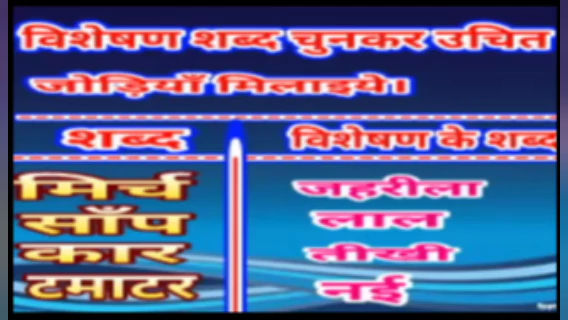 विशेषण शब्द चुनकर उचित
जोड़ियाँ मिलाइये।
शब्द विशेषण के शब्द
मिर्च जहरीला
साँप लाल
कार तीखी
टमाटर नई